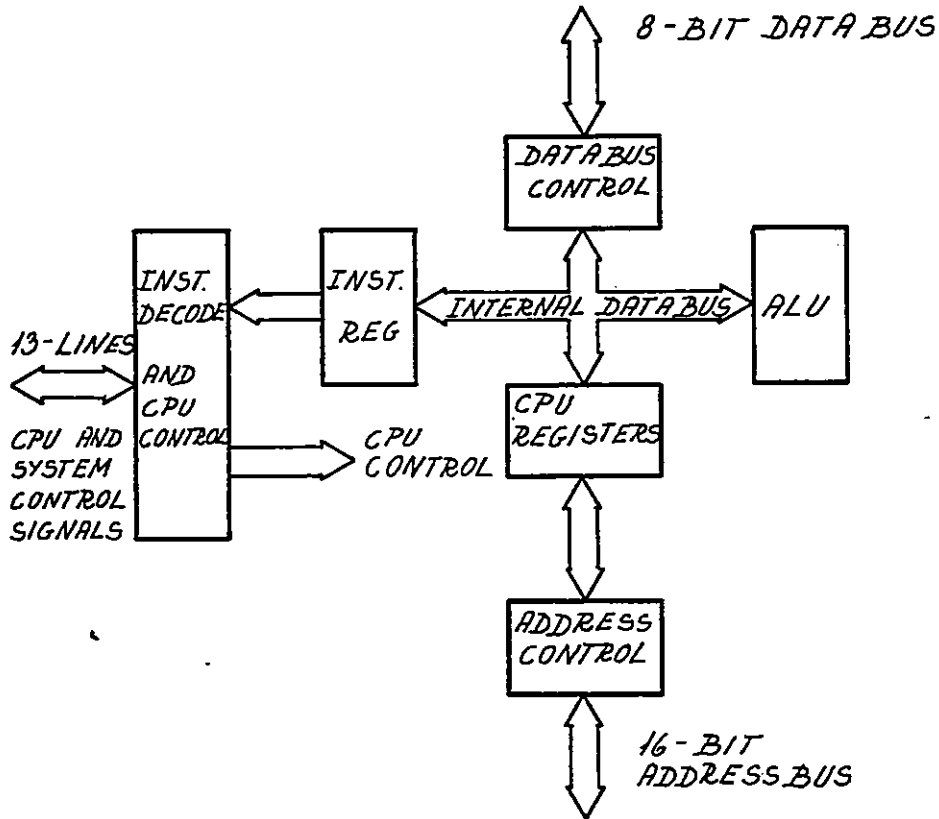 8-BIT DATA BUS
DATA BUS
CONTROL
INST.
DECODE
AND
CPU
CONTROL
INST.
REG
INTERNAL DATA BUS
ALU
13-LINES
CPU AND
SYSTEM
CONTROL
SIGNALS
CPU
CONTROL
CPU
REGISTERS
ADDRESS
CONTROL
16-BIT
ADDRESS BUS